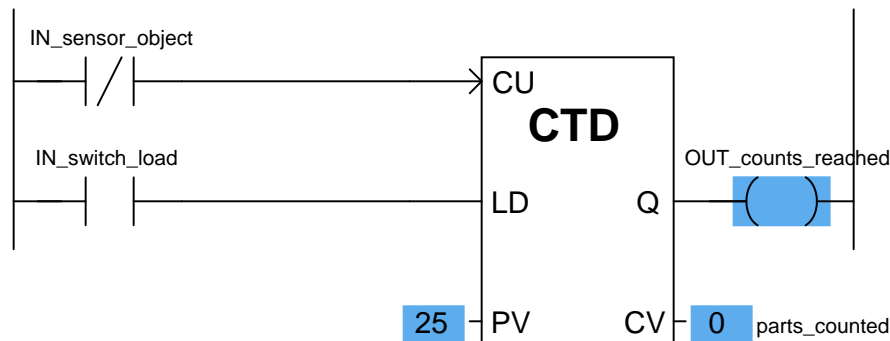 IN_sensor_object
CU
CTD
IN_switch_load
OUT_counts_reached
LD
Q
25
PV
CV
0
parts_counted